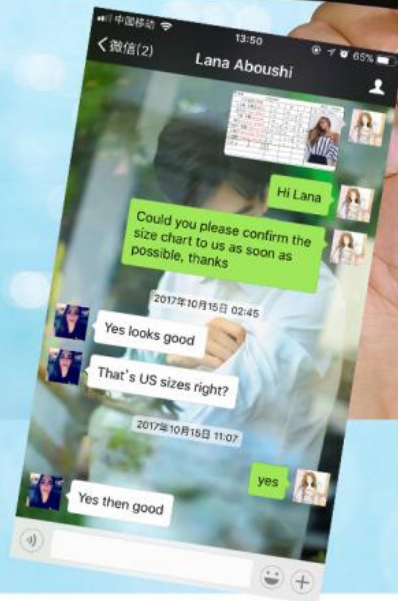 中国移动
13:50
65%
微信(2)
Lana Aboushi
Hi Lana
Could you please confirm the
size chart to us as soon as
possible, thanks
2017年10月15日 02:45
Yes looks good
That's US sizes right?
2017年10月15日 11:07
yes
Yes then good